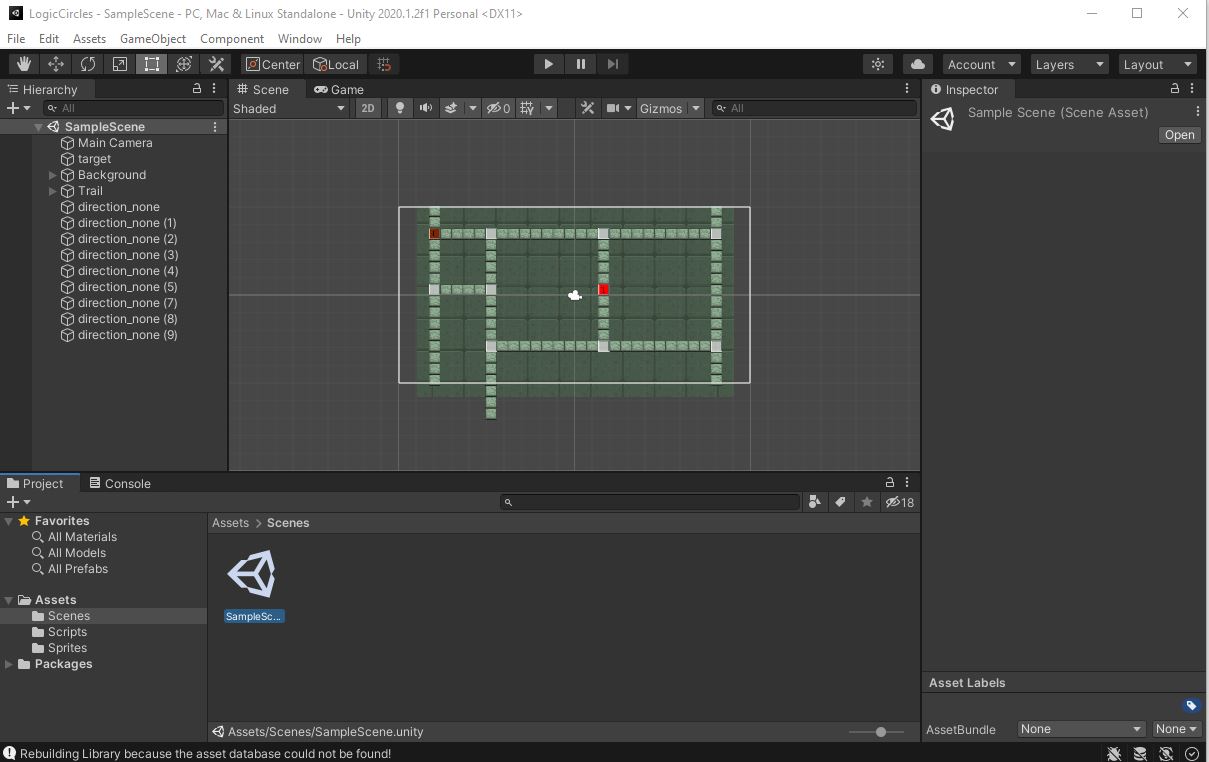 LogicCircles - SampleScene - PC, Mac & Linux Standalone - Unity 2020.1.2f1 Personal <DX11>
File Edit Assets GameObject Component Window Help
Center Local Account Layers Layout
Hierarchy
All
SampleScene
Main Camera
target
Background
Trail
direction_none
direction_none (1)
direction_none (2)
direction_none (3)
direction_none (4)
direction_none (5)
direction_none (7)
direction_none (8)
direction_none (9)
Scene Game
Shaded 2D 0 Gizmos All
Inspector
Sample Scene (Scene Asset)
Open
Project Console
18
Favorites
All Materials
All Models
All Prefabs
Assets
Scenes
Scripts
Sprites
Packages
Assets > Scenes
SampleSc...
Assets/Scenes/SampleScene.unity
Asset Labels
AssetBundle None None
Rebuilding Library because the asset database could not be found!